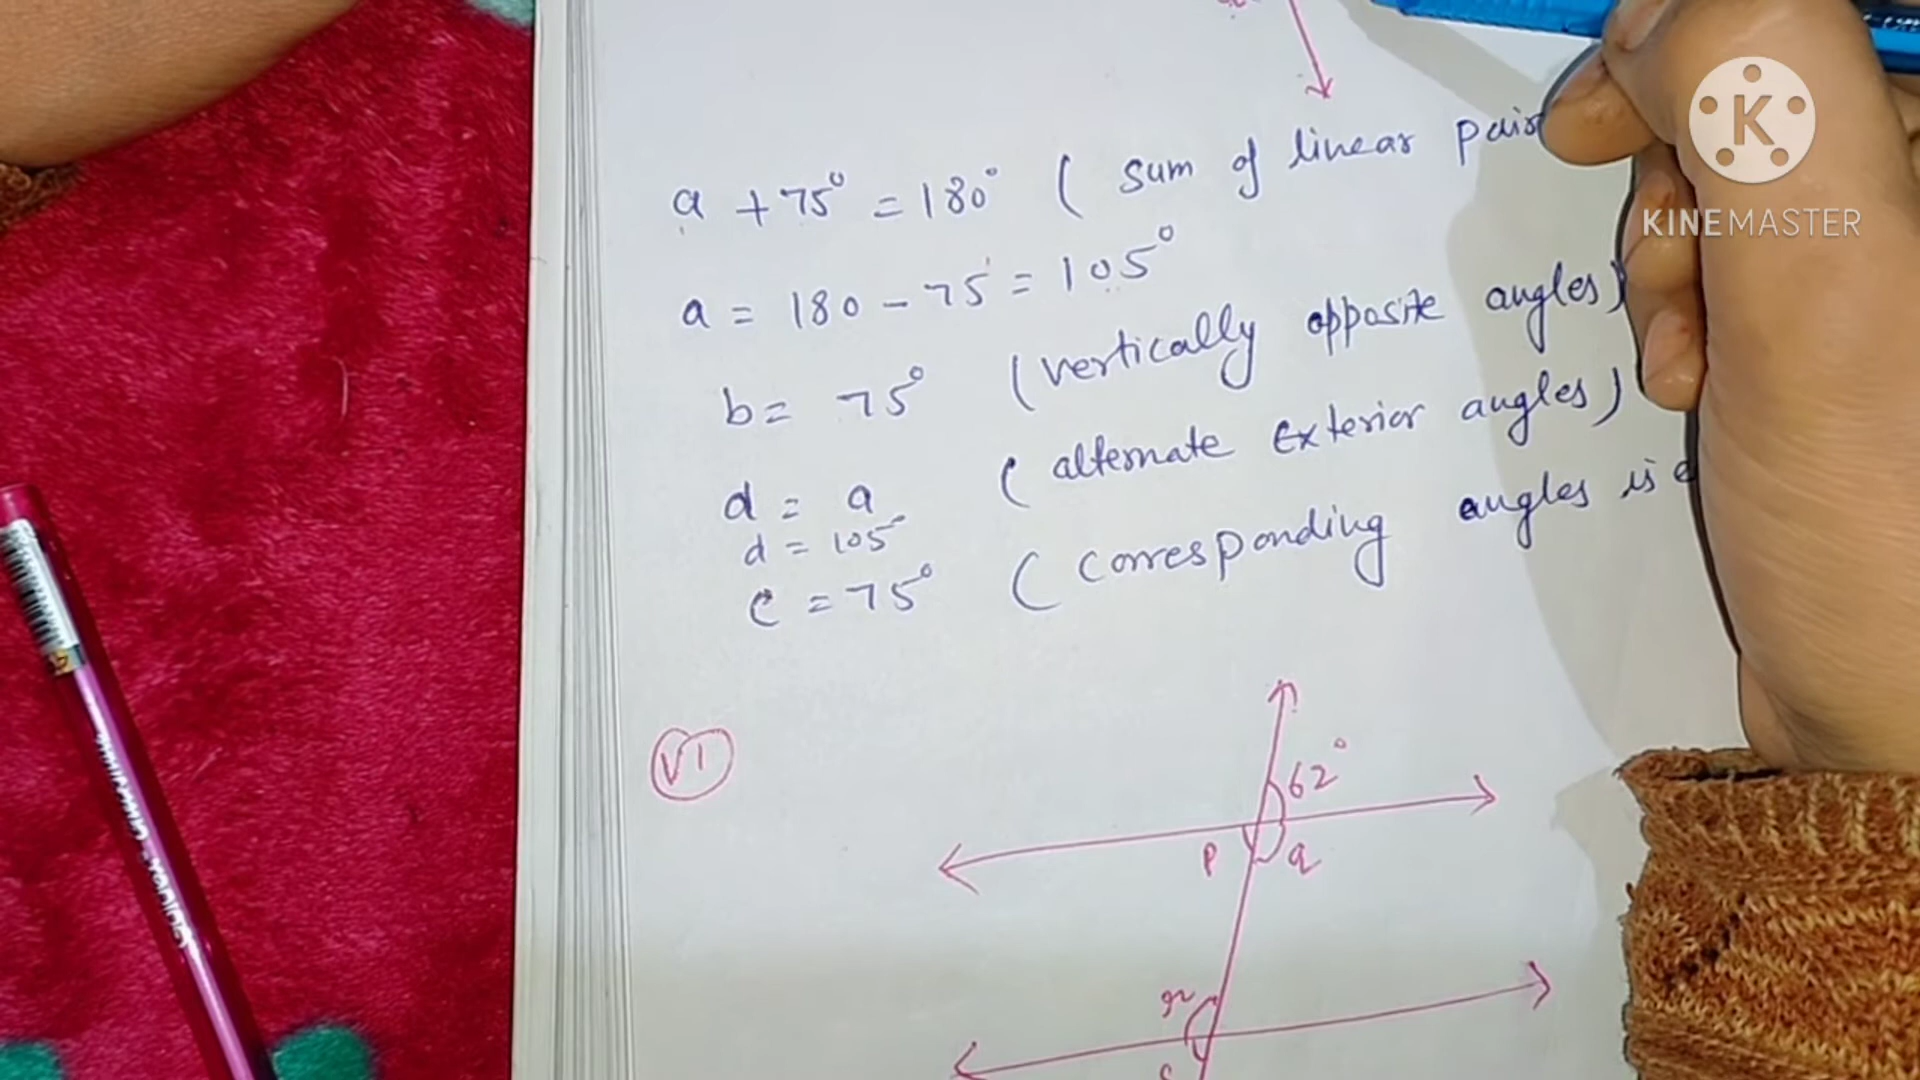 a + 75° = 180° ( sum of linear pair
a = 180 - 75 = 105°
b = 75° (vertically opposite angles)
d = a ( alternate exterior angles)
d = 105
c = 75° ( corresponding angles is
VI
62°
P q
r
s
K
KINEMASTER